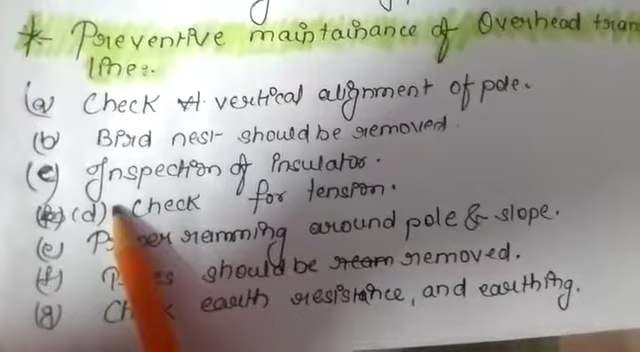 * Preventive maintainance of Overhead tran
line:
(a) Check vertical alignment of pole.
(b) Bird nest should be removed.
(c) Inspection of Insulator.
(d) Check for tension.
(e) ramming around pole & slope.
(f) should be removed.
(g) earth resistance, and earthing.